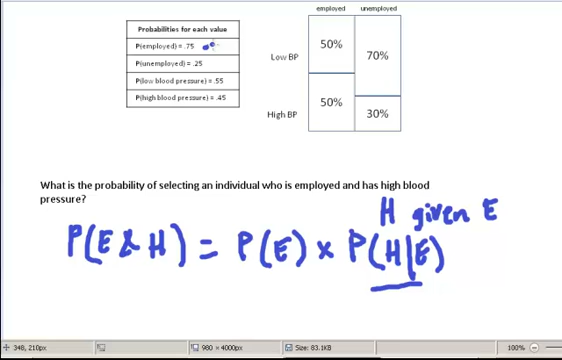 employed unemployed
Probabilities for each value
P(employed) = .75
P(unemployed) = .25
P(low blood pressure) = .55
P(high blood pressure) = .45
Low BP
50%
70%
High BP
50%
30%
What is the probability of selecting an individual who is employed and has high blood
pressure?
H given E
P(E & H) = P(E) × P(H|E)
348, 210px
980 × 4000px
Size: 83.1KB
100%